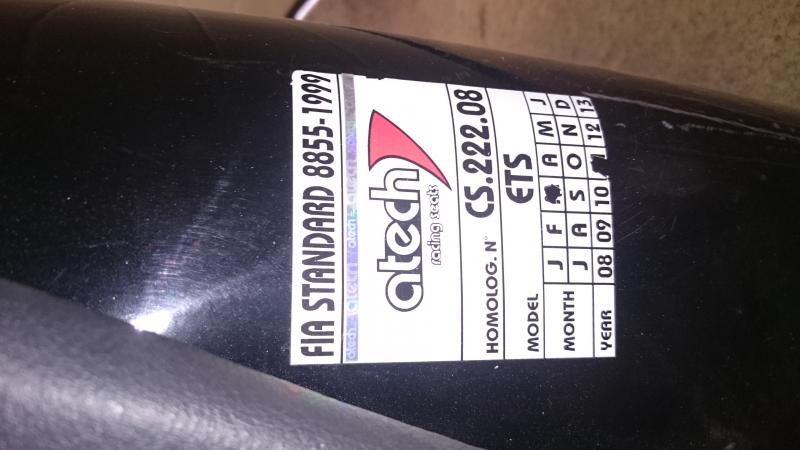 FIA STANDARD 8855-1999
atech
racing seats
HOMOLOG. N° CS.222.08
MODEL ETS
MONTH J F A M J
J A S O N D
YEAR 08 09 10 12 13